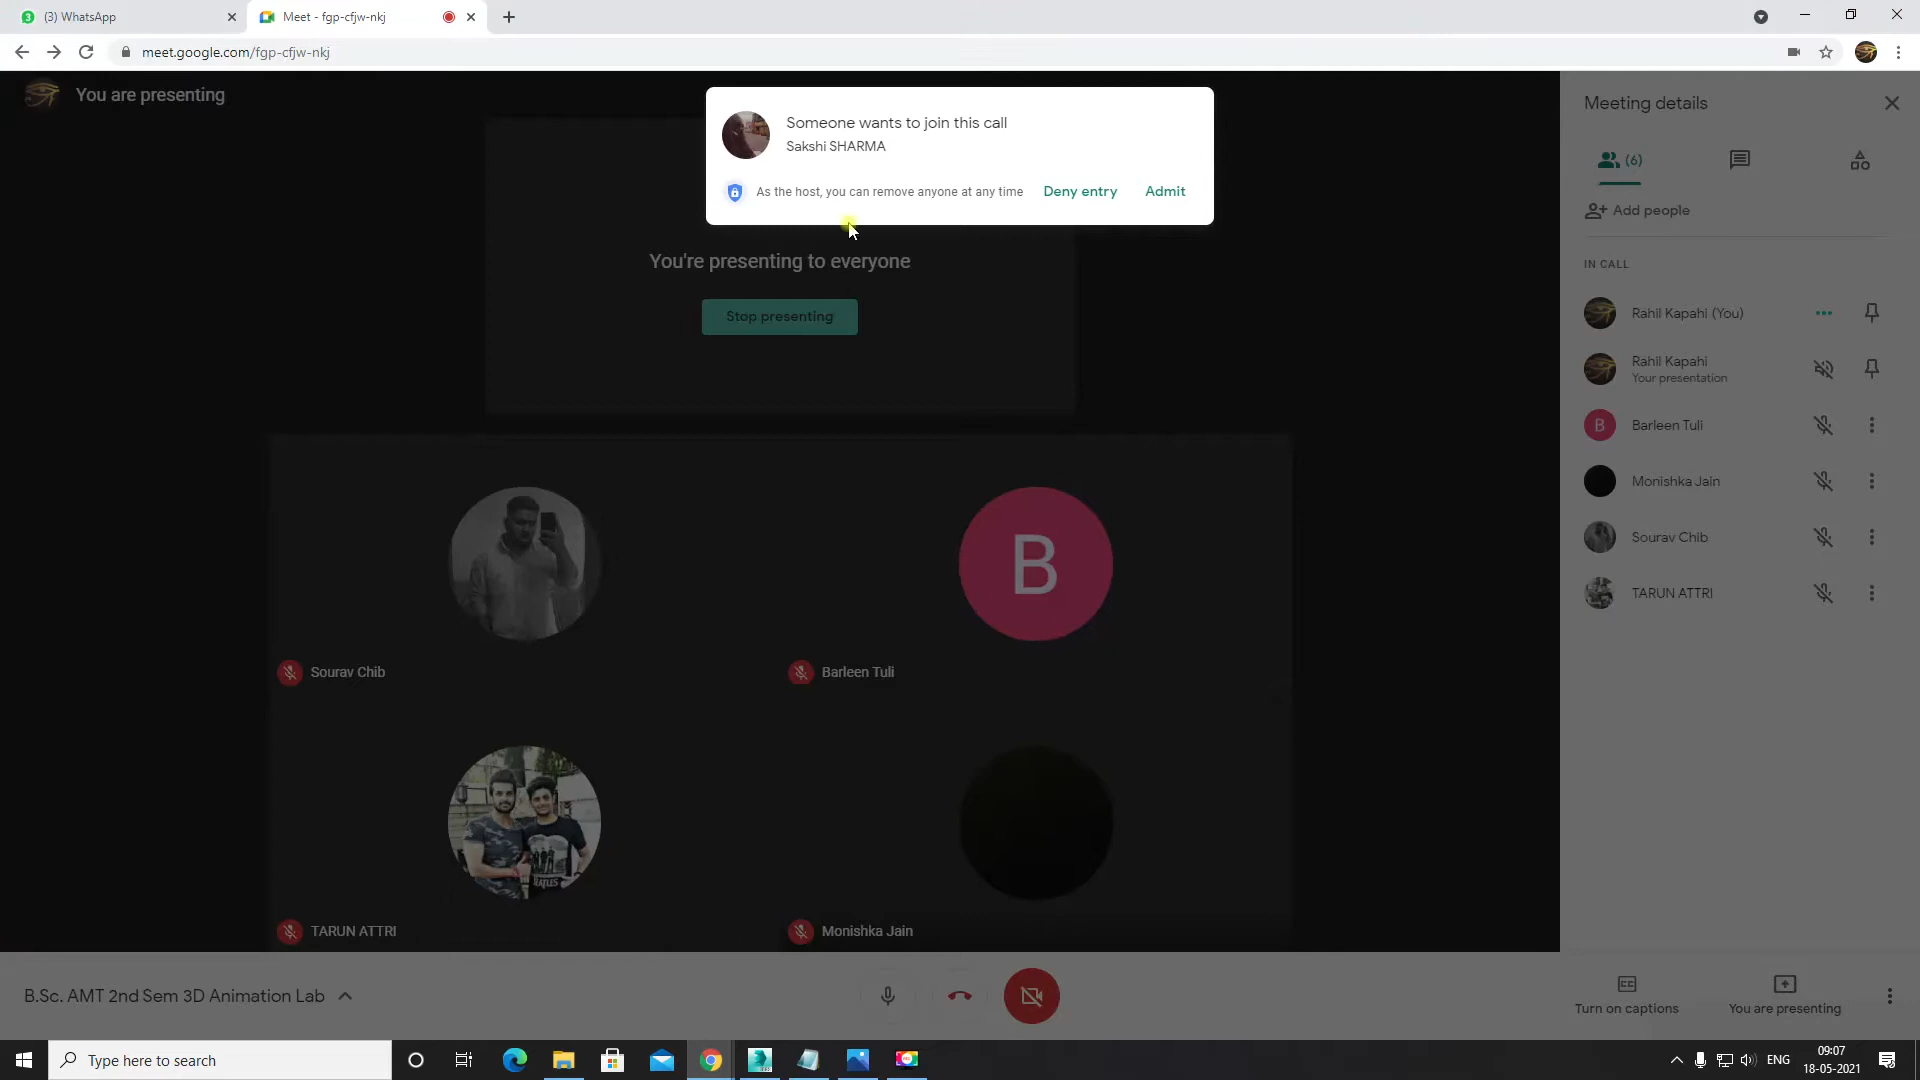 (3) WhatsApp
Meet - fgp-cfjw-nkj
meet.google.com/fgp-cfjw-nkj
You are presenting
Someone wants to join this call
Sakshi SHARMA
As the host, you can remove anyone at any time
Deny entry
Admit
You're presenting to everyone
Stop presenting
Sourav Chib
B
Barleen Tuli
TARUN ATTRI
Monishka Jain
Meeting details
(6)
Add people
IN CALL
Rahil Kapahi (You)
Rahil Kapahi
Your presentation
B
Barleen Tuli
Monishka Jain
Sourav Chib
TARUN ATTRI
B.Sc. AMT 2nd Sem 3D Animation Lab
Turn on captions
You are presenting
Type here to search
ENG
09:07
18-05-2021